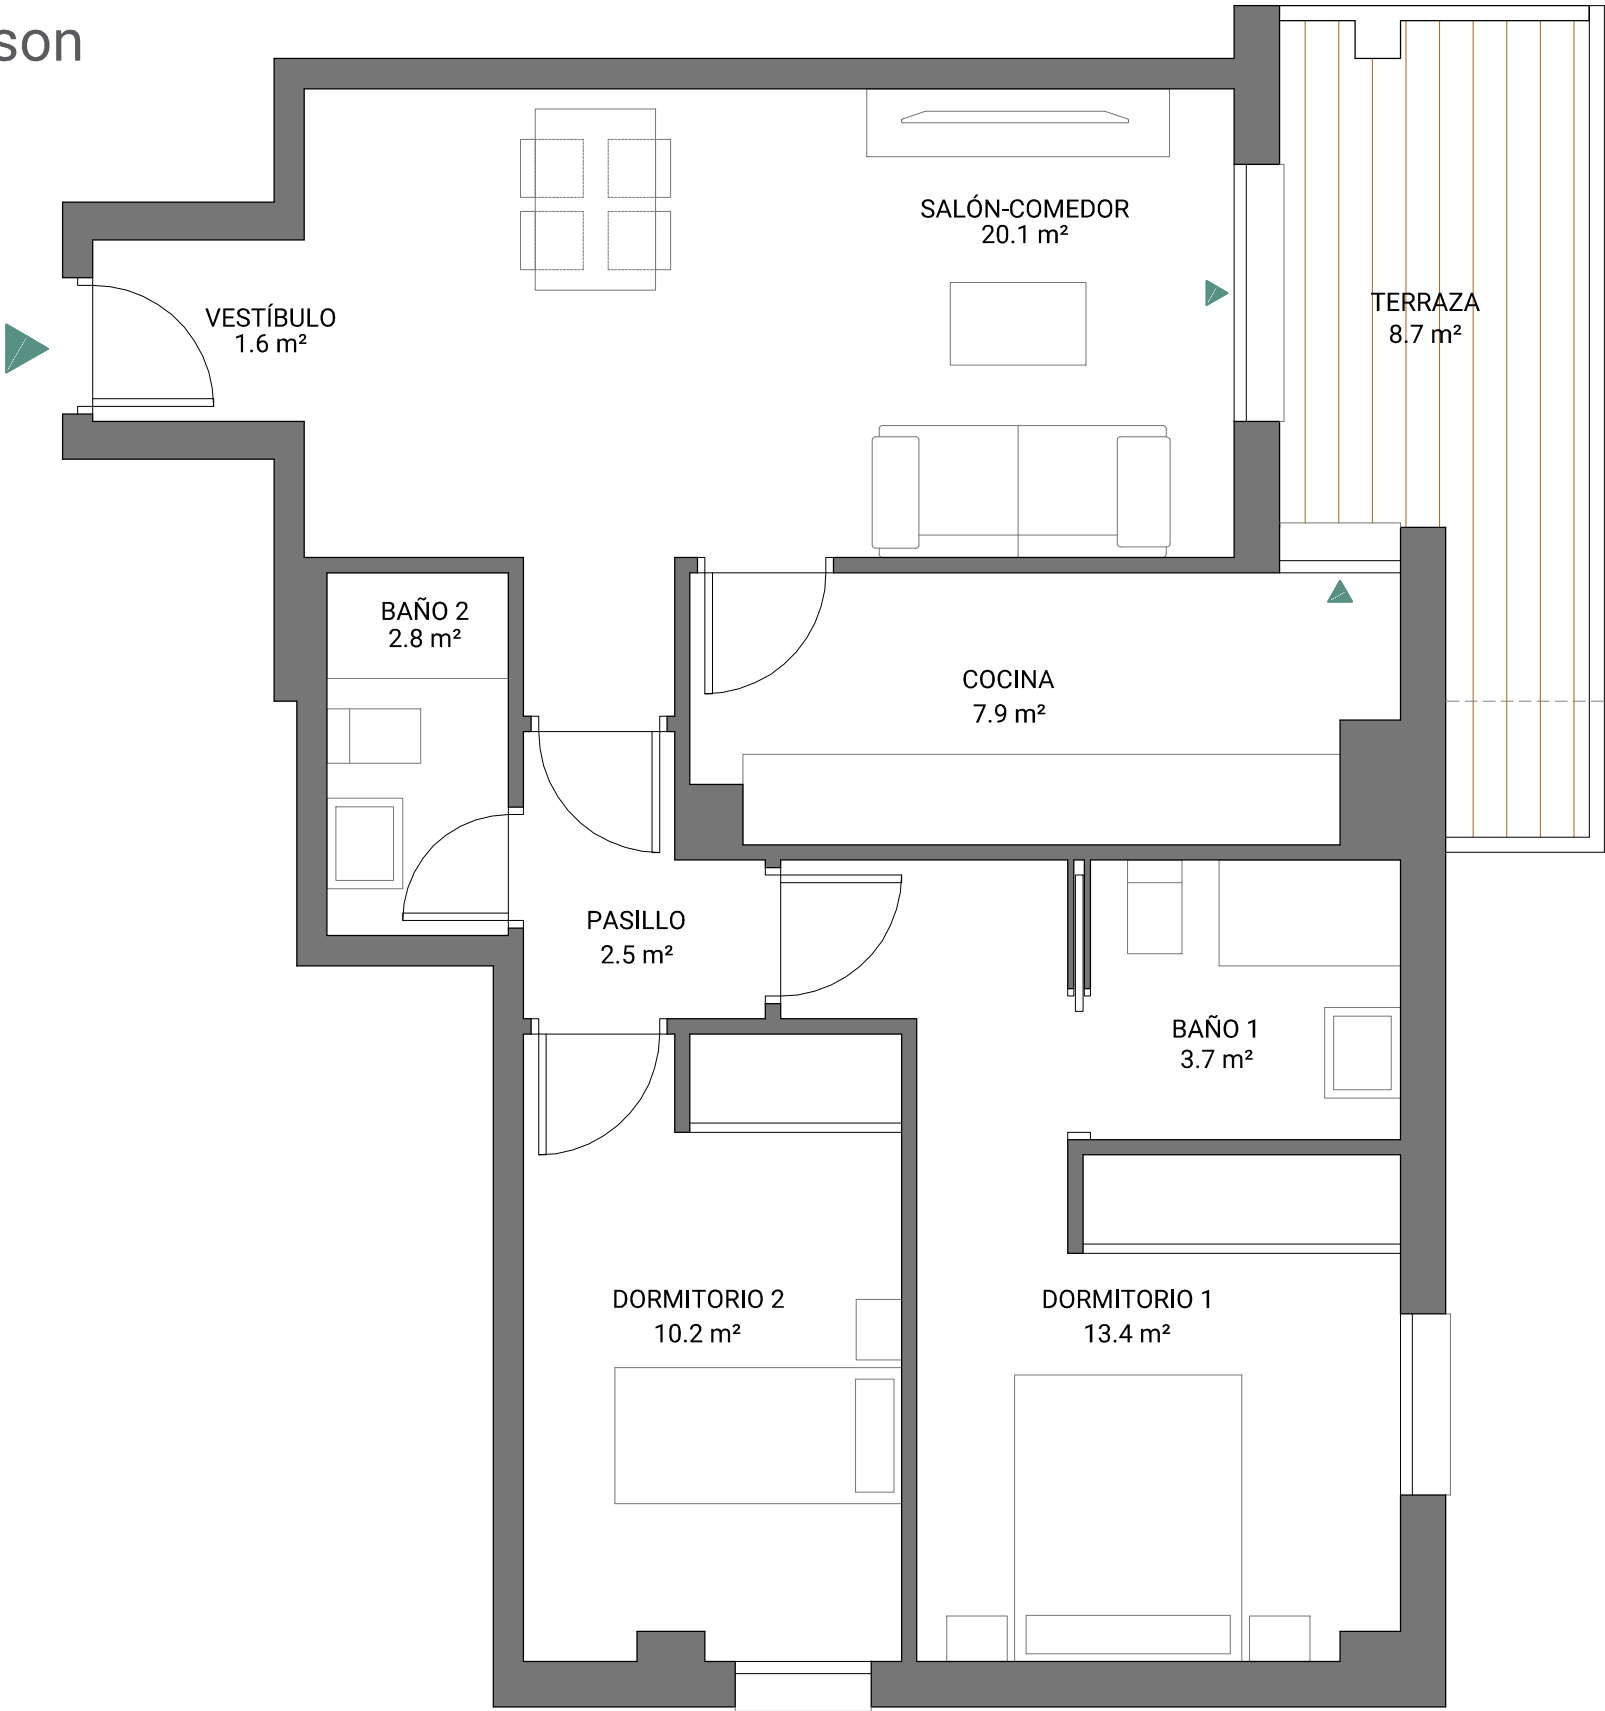 son
SALÓN-COMEDOR
20.1 m²
TERRAZA
8.7 m²
VESTÍBULO
1.6 m²
BAÑO 2
2.8 m²
COCINA
7.9 m²
PASILLO
2.5 m²
BAÑO 1
3.7 m²
DORMITORIO 2
10.2 m²
DORMITORIO 1
13.4 m²